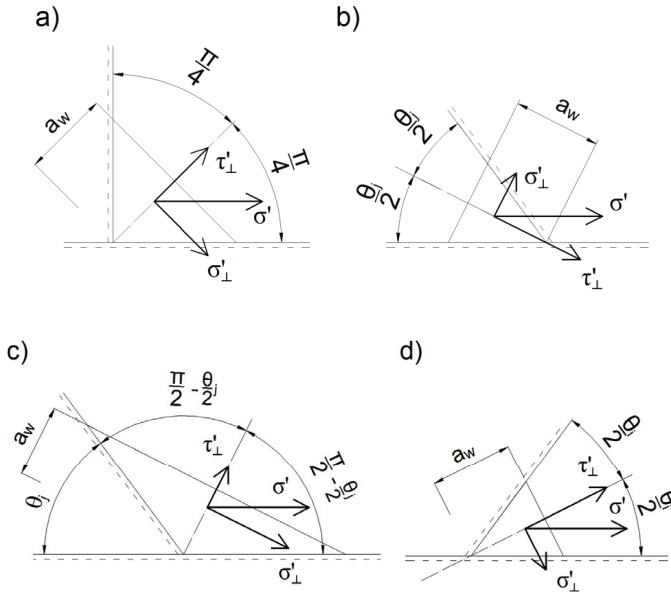 a)
π/4
a_w
π/4
τ'⊥
σ'
σ'⊥
b)
θj/2
a_w
θj/2
σ'⊥
σ'
τ'⊥
c)
π/2 - θj/2
a_w
π/2 - θj/2
τ'⊥
σ'
θj
σ'⊥
d)
θj/2
a_w
τ'⊥
θj/2
σ'
σ'⊥